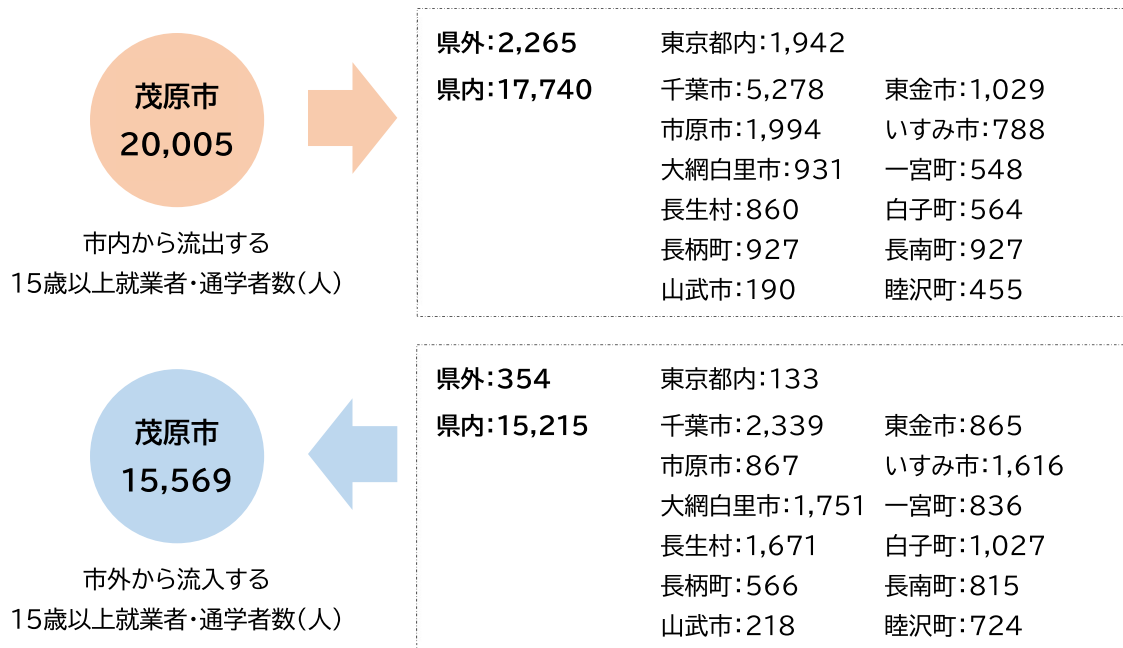 茂原市
20,005
市内から流出する
15歳以上就業者・通学者数(人)
県外:2,265 東京都内:1,942
県内:17,740 千葉市:5,278 東金市:1,029
市原市:1,994 いすみ市:788
大網白里市:931 一宮町:548
長生村:860 白子町:564
長柄町:927 長南町:927
山武市:190 睦沢町:455
茂原市
15,569
市外から流入する
15歳以上就業者・通学者数(人)
県外:354 東京都内:133
県内:15,215 千葉市:2,339 東金市:865
市原市:867 いすみ市:1,616
大網白里市:1,751 一宮町:836
長生村:1,671 白子町:1,027
長柄町:566 長南町:815
山武市:218 睦沢町:724